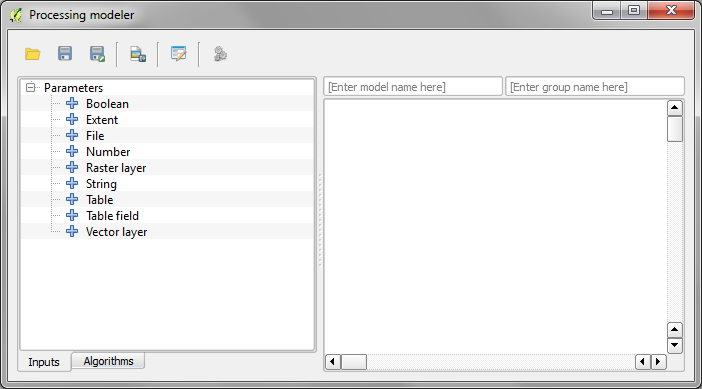 Processing modeler
Parameters
Boolean
Extent
File
Number
Raster layer
String
Table
Table field
Vector layer
Inputs
Algorithms
[Enter model name here]
[Enter group name here]